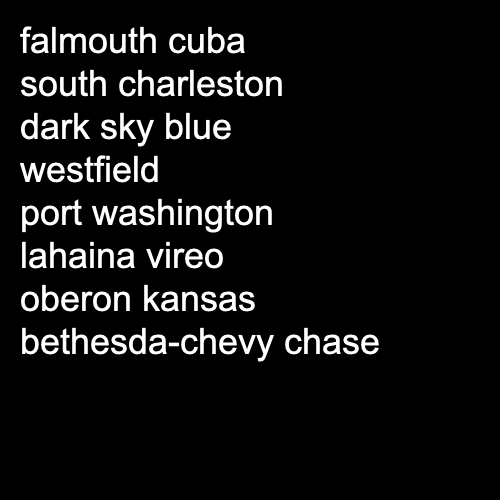 falmouth cuba
south charleston
dark sky blue
westfield
port washington
lahaina vireo
oberon kansas
bethesda-chevy chase